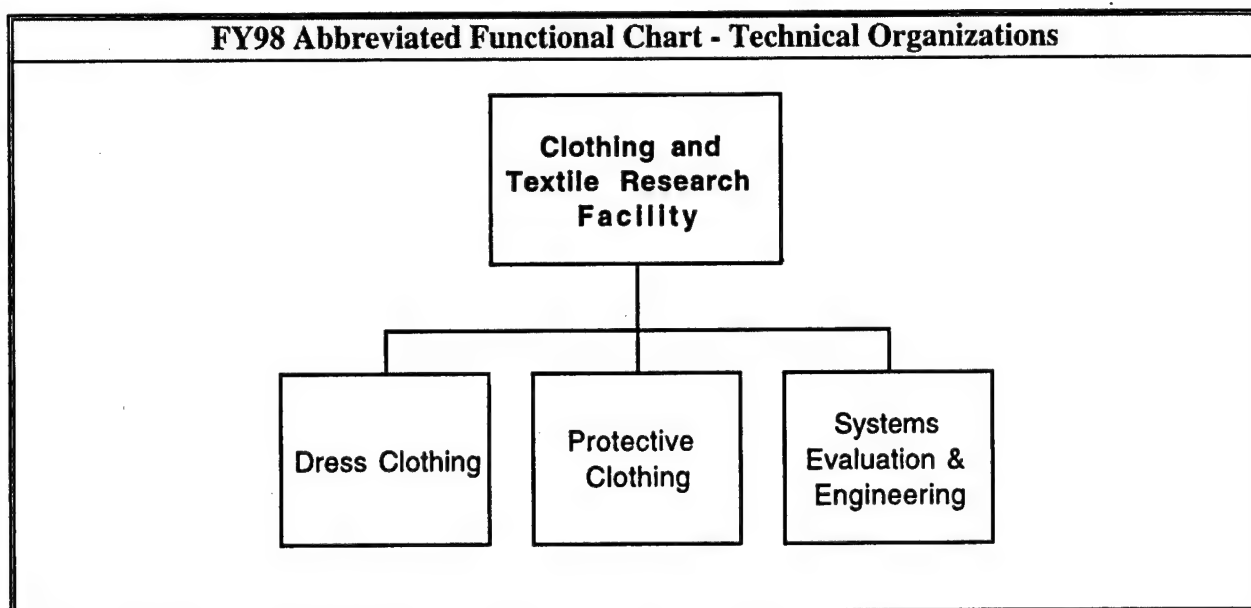 FY98 Abbreviated Functional Chart - Technical Organizations
Clothing and
Textile Research
Facility
Dress Clothing
Protective
Clothing
Systems
Evaluation &
Engineering